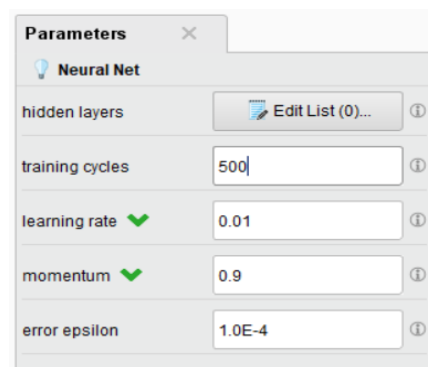 Parameters
Neural Net
hidden layers Edit List (0)...
training cycles 500
learning rate 0.01
momentum 0.9
error epsilon 1.0E-4